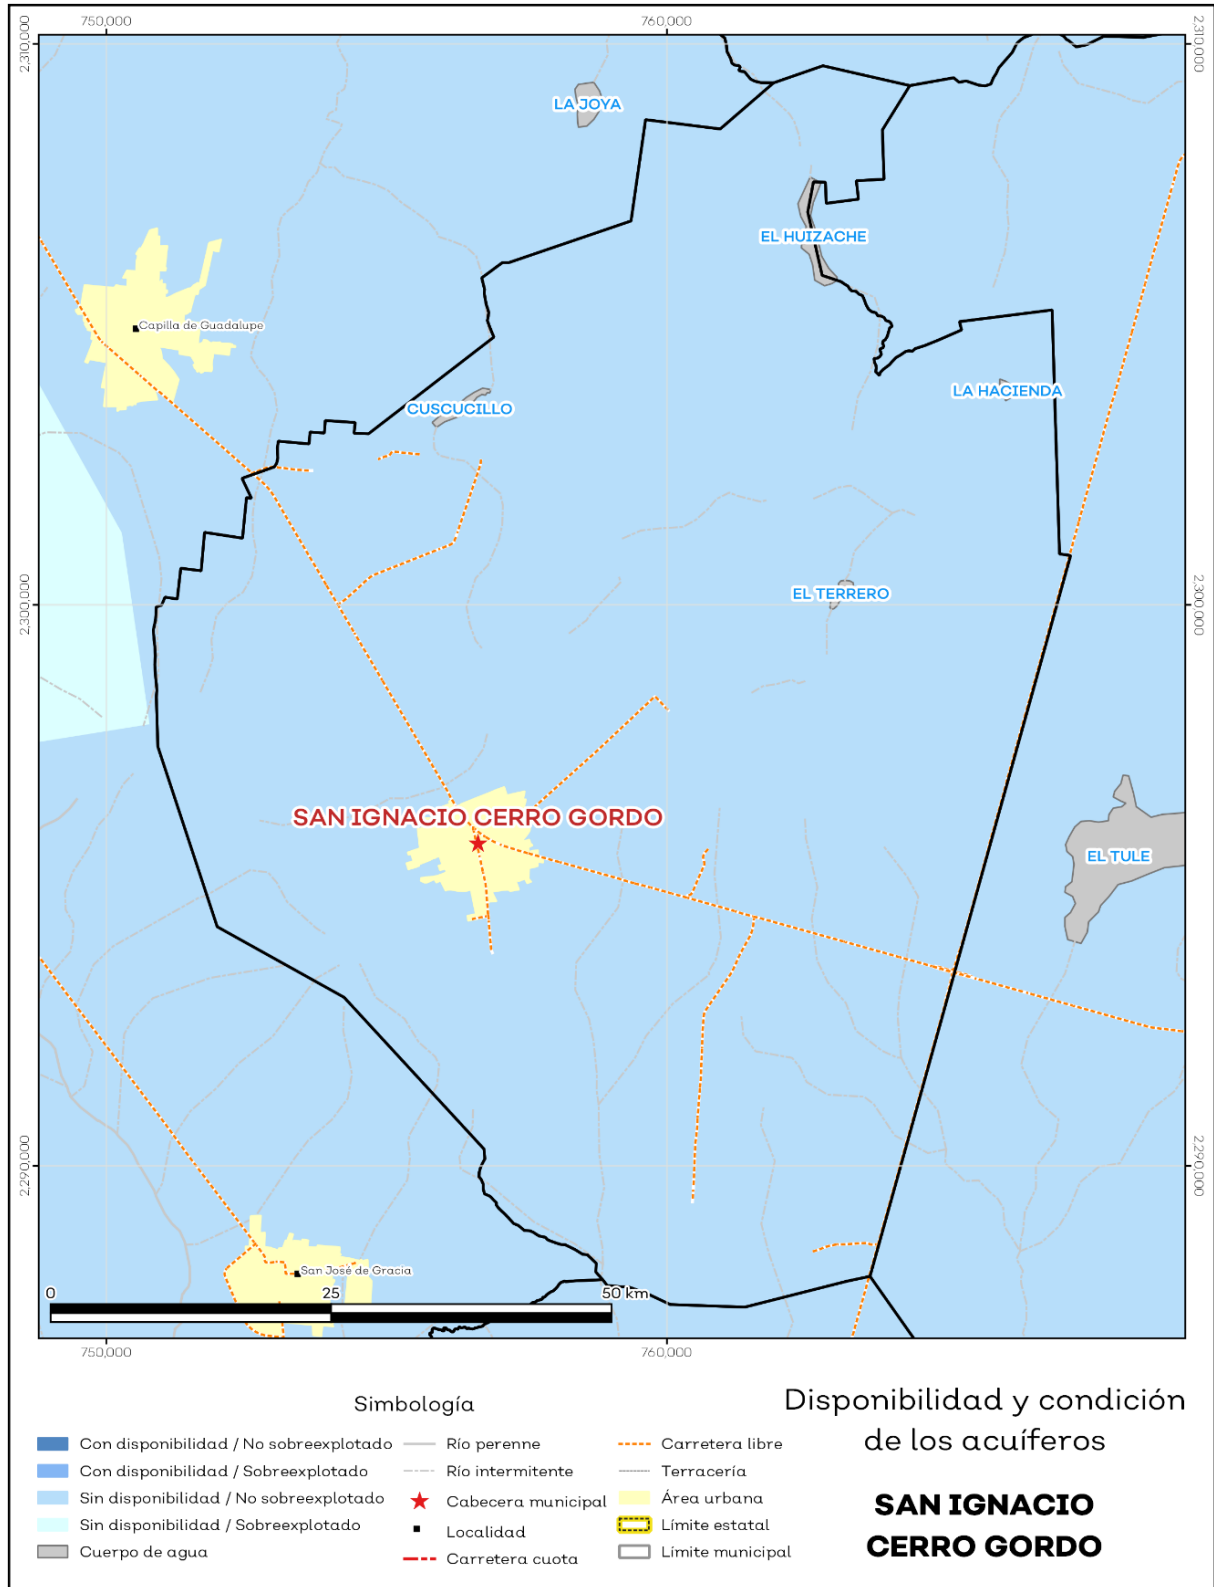 750,000
760,000
2,310,000
2,310,000
LA JOYA
EL HUIZACHE
Capilla de Guadalupe
LA HACIENDA
CUSCUCILLO
2,300,000
2,300,000
EL TERRERO
SAN IGNACIO CERRO GORDO
EL TULE
2,290,000
2,290,000
San José de Gracia
0
25
50 km
750,000
760,000
Simbología
Con disponibilidad / No sobreexplotado
Con disponibilidad / Sobreexplotado
Sin disponibilidad / No sobreexplotado
Sin disponibilidad / Sobreexplotado
Cuerpo de agua
Río perenne
Río intermitente
Cabecera municipal
Localidad
Carretera cuota
Carretera libre
Terracería
Área urbana
Límite estatal
Límite municipal
Disponibilidad y condición
de los acuíferos
SAN IGNACIO
CERRO GORDO